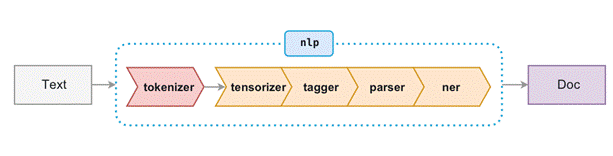 nlp
Text
tokenizer
tensorizer
tagger
parser
ner
Doc